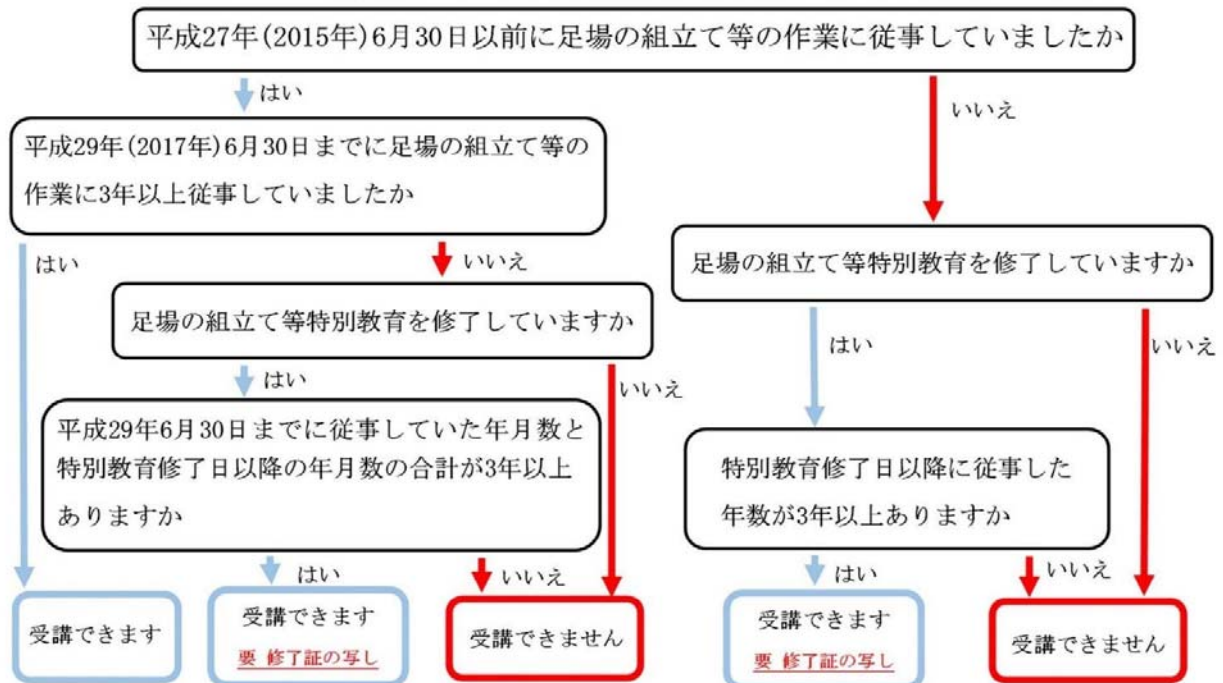 平成27年(2015年)6月30日以前に足場の組立て等の作業に従事していましたか
はい
いいえ
平成29年(2017年)6月30日までに足場の組立て等の
作業に3年以上従事していましたか
はい
いいえ
足場の組立て等特別教育を修了していますか
足場の組立て等特別教育を修了していますか
はい
いいえ
はい
いいえ
平成29年6月30日までに従事していた年月数と
特別教育修了日以降の年月数の合計が3年以上
ありますか
特別教育修了日以降に従事した
年数が3年以上ありますか
はい
いいえ
はい
いいえ
受講できます
受講できます
要 修了証の写し
受講できません
受講できます
要 修了証の写し
受講できません